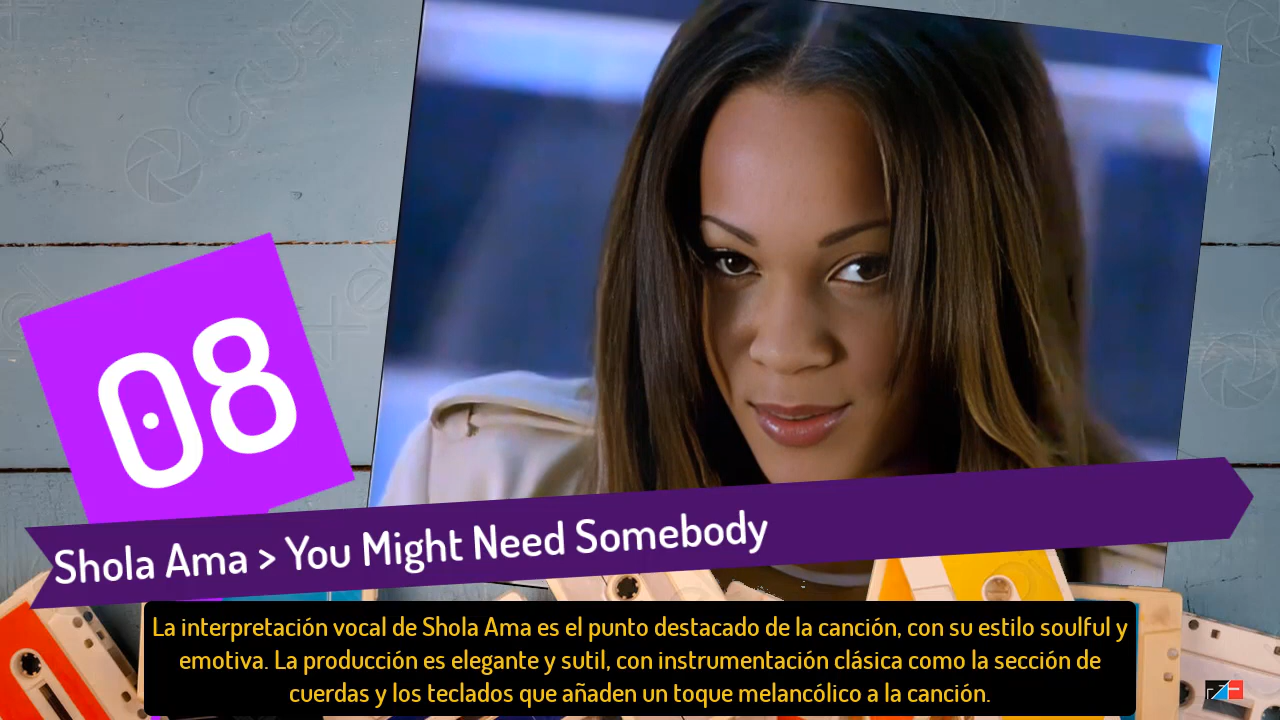 08
Shola Ama > You Might Need Somebody
La interpretación vocal de Shola Ama es el punto destacado de la canción, con su estilo soulful y
emotiva. La producción es elegante y sutil, con instrumentación clásica como la sección de
cuerdas y los teclados que añaden un toque melancólico a la canción.